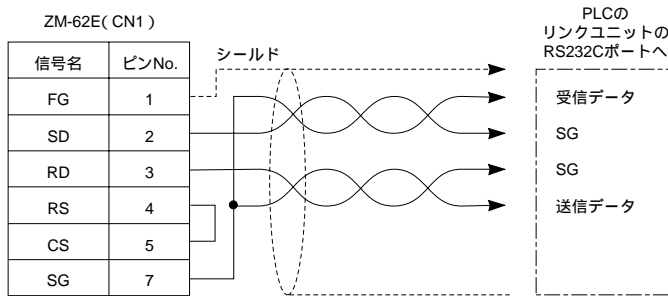 ZM-62E(CN1)
PLCの
リンクユニットの
RS232Cポートへ
信号名 ピンNo.
シールド
FG 1
受信データ
SD 2
SG
RD 3
SG
RS 4
送信データ
CS 5
SG 7